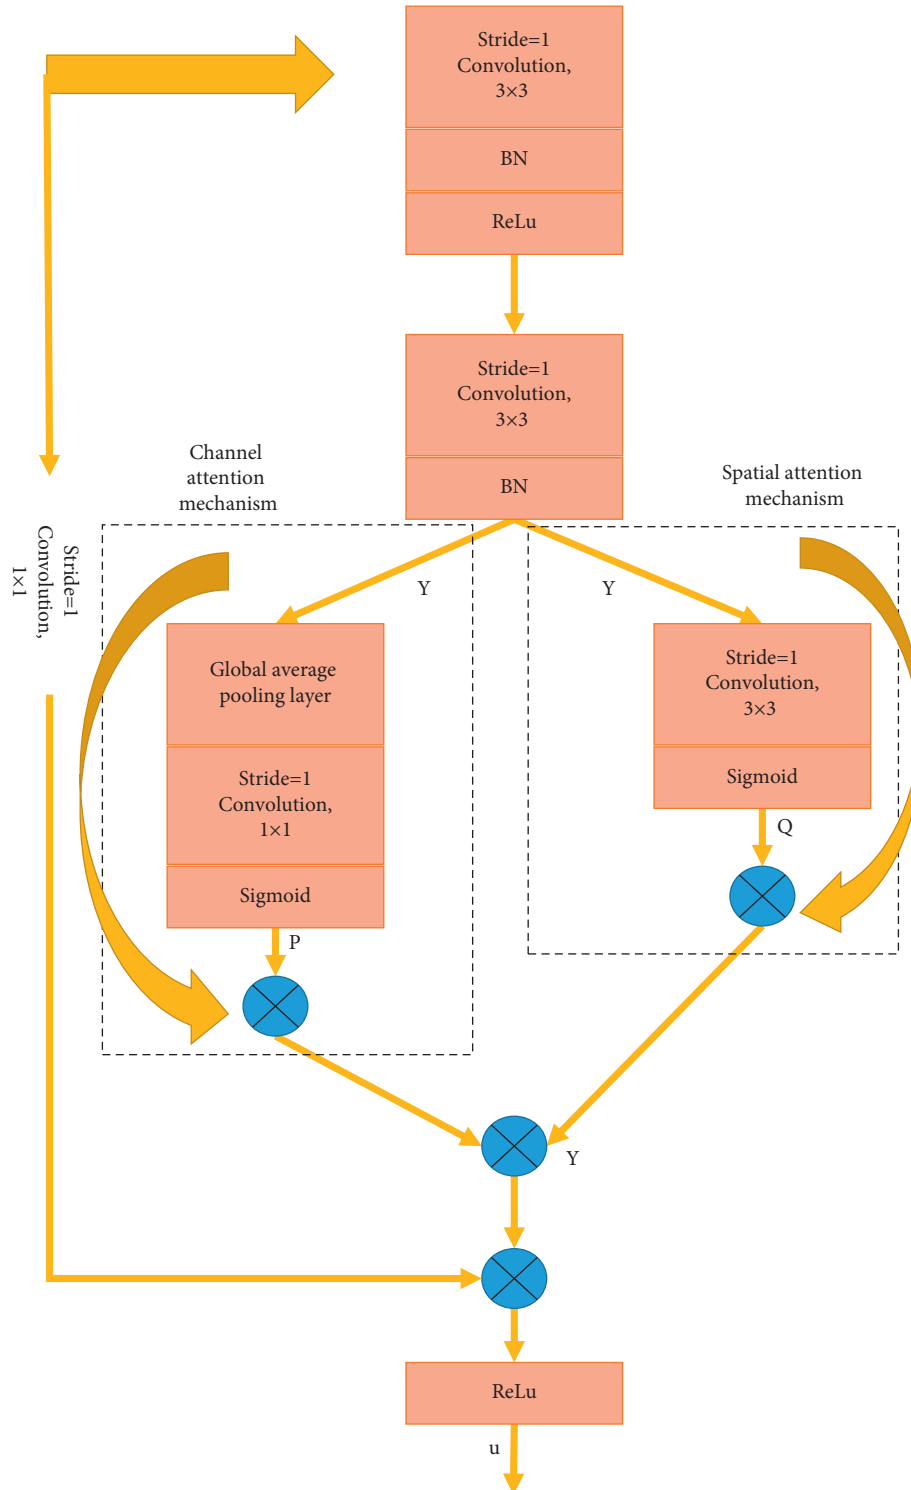 Stride=1
Convolution,
3×3
BN
ReLu
Stride=1
Convolution,
3×3
BN
Channel
attention
mechanism
Spatial attention
mechanism
Stride=1
Convolution,
1×1
Y
Y
Global average
pooling layer
Stride=1
Convolution,
1×1
Sigmoid
P
Stride=1
Convolution,
3×3
Sigmoid
Q
Y
ReLu
u